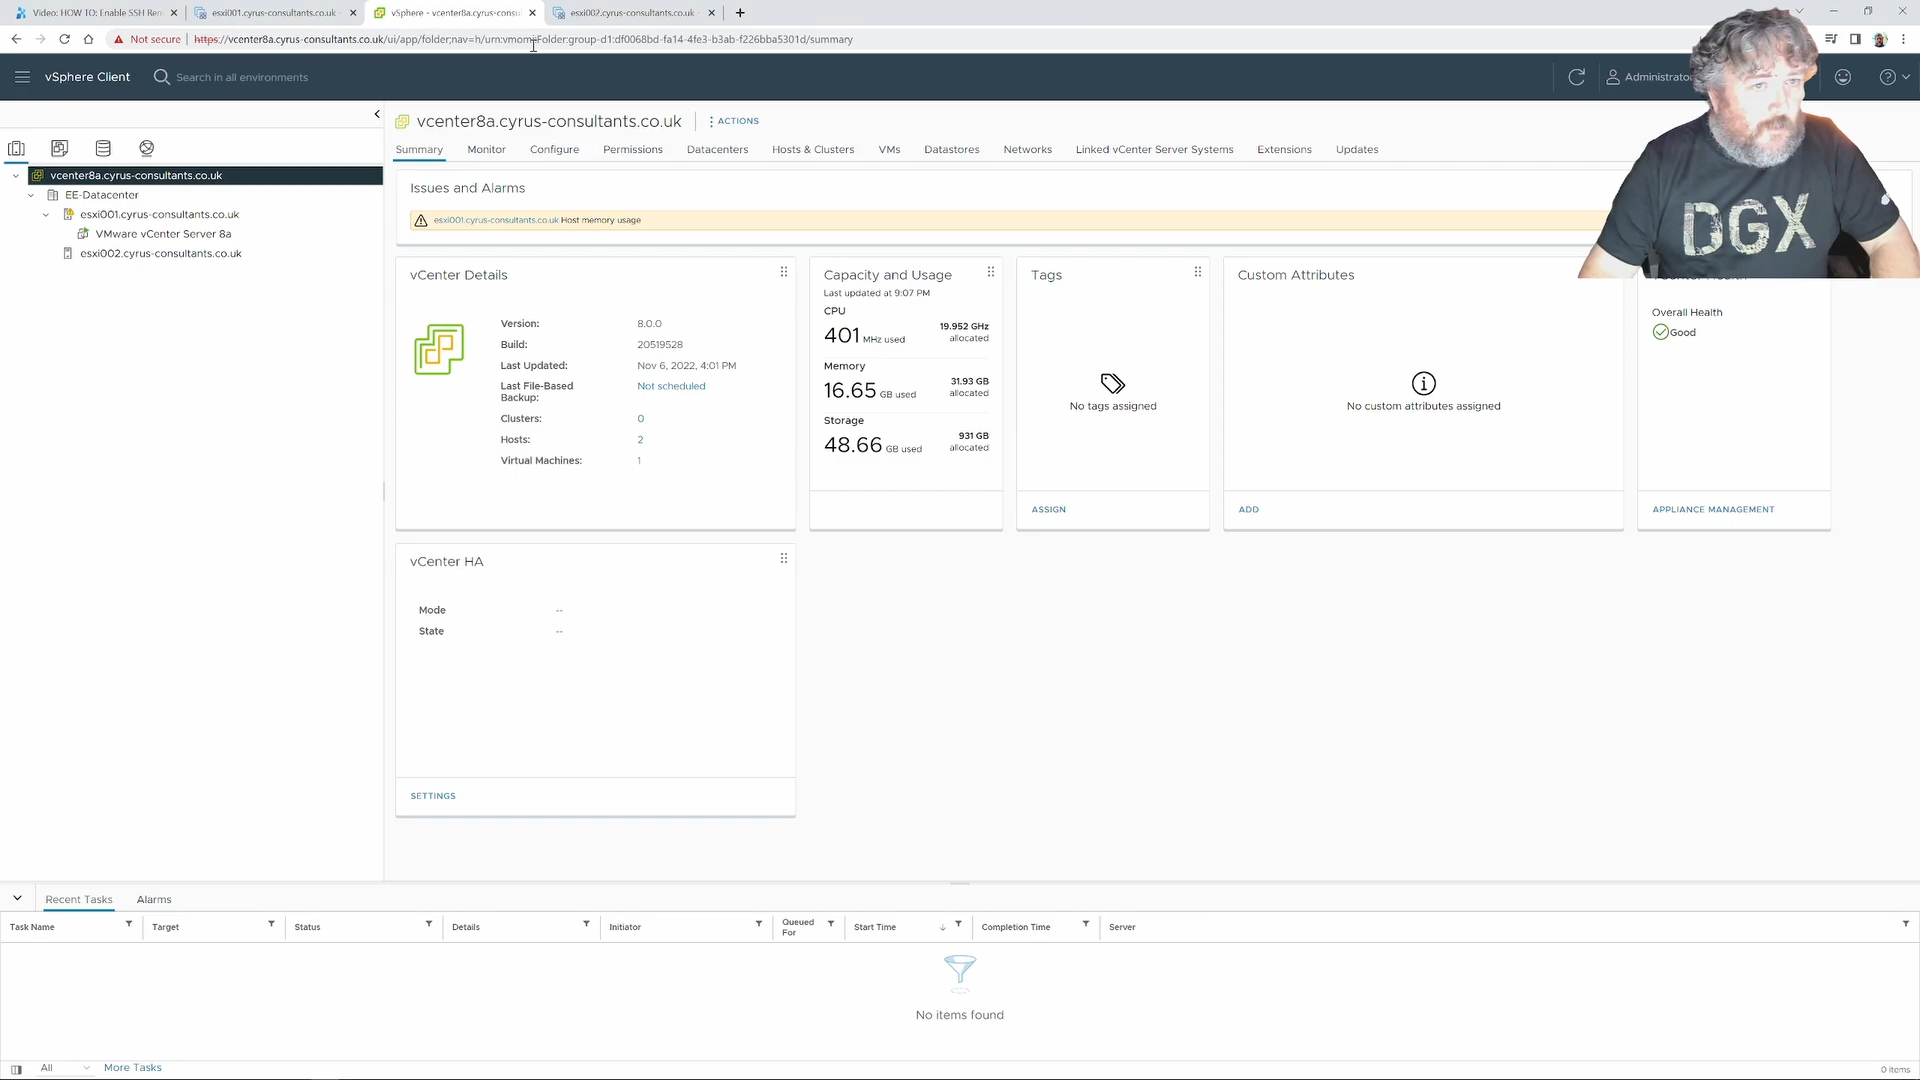 Video: HOW TO: Enable SSH Rem
esxi001.cyrus-consultants.co.uk -
vSphere - vcenter8a.cyrus-consu
esxi002.cyrus-consultants.co.uk -
Not secure
https://vcenter8a.cyrus-consultants.co.uk/ui/app/folder;nav=h/urn:vmomi:Folder:group-d1:df0068bd-fa14-4fe3-b3ab-f226bba5301d/summary
vSphere Client
Search in all environments
Administrato
vcenter8a.cyrus-consultants.co.uk
ACTIONS
Summary Monitor Configure Permissions Datacenters Hosts & Clusters VMs Datastores Networks Linked vCenter Server Systems Extensions Updates
vcenter8a.cyrus-consultants.co.uk
EE-Datacenter
esxi001.cyrus-consultants.co.uk
VMware vCenter Server 8a
esxi002.cyrus-consultants.co.uk
Issues and Alarms
esxi001.cyrus-consultants.co.uk Host memory usage
DGX
vCenter Details
Version: 8.0.0
Build: 20519528
Last Updated: Nov 6, 2022, 4:01 PM
Last File-Based Backup: Not scheduled
Clusters: 0
Hosts: 2
Virtual Machines: 1
Capacity and Usage
Last updated at 9:07 PM
CPU
401 MHz used
19.952 GHz allocated
Memory
16.65 GB used
31.93 GB allocated
Storage
48.66 GB used
931 GB allocated
Tags
No tags assigned
ASSIGN
Custom Attributes
No custom attributes assigned
ADD
Overall Health
Good
APPLIANCE MANAGEMENT
vCenter HA
Mode --
State --
SETTINGS
Recent Tasks Alarms
Task Name Target Status Details Initiator Queued For Start Time Completion Time Server
No items found
All
More Tasks
0 items